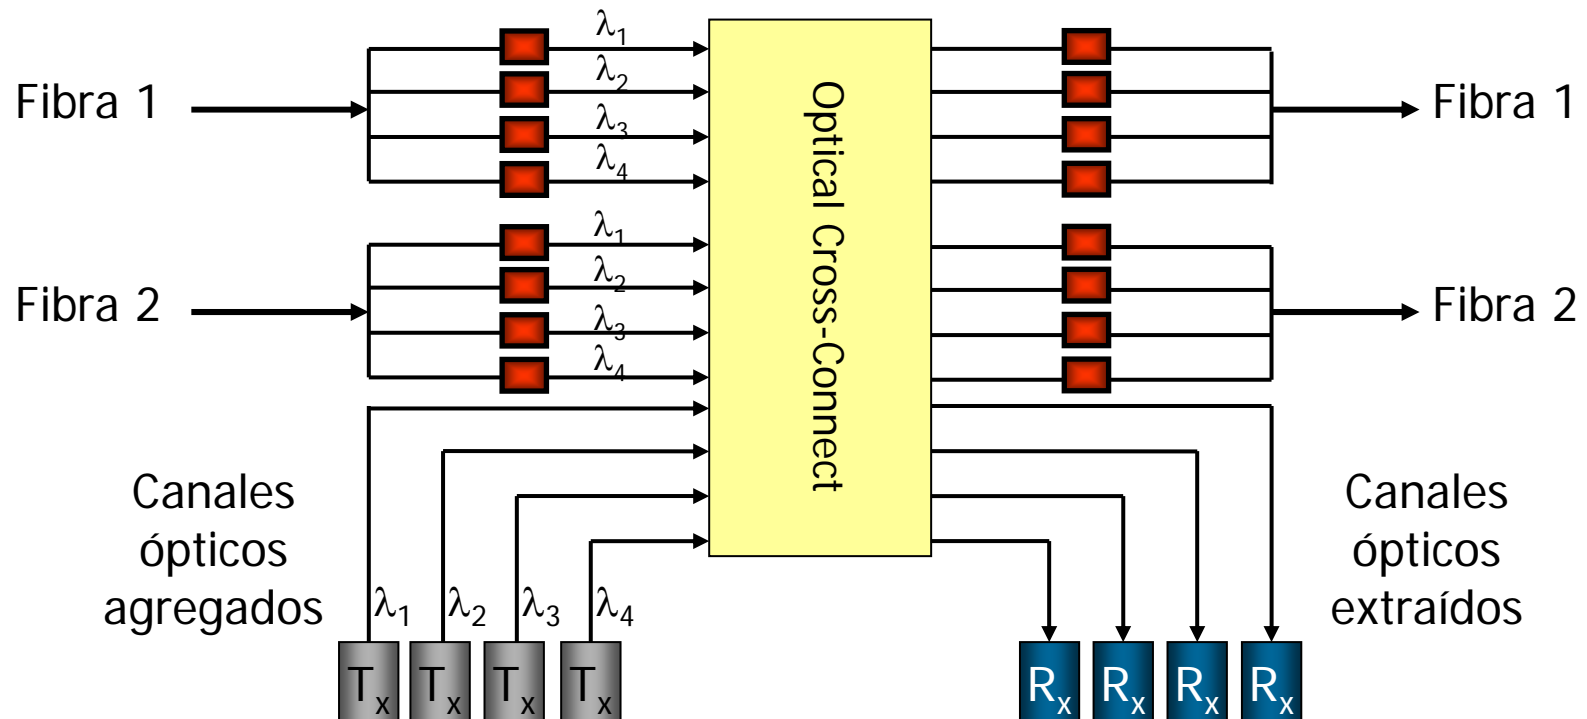 Fibra 1
λ1
λ2
λ3
λ4
Fibra 1
Fibra 2
λ1
λ2
λ3
λ4
Fibra 2
Optical Cross-Connect
Canales
ópticos
agregados
λ1 λ2 λ3 λ4
Tx Tx Tx Tx
Canales
ópticos
extraídos
Rx Rx Rx Rx